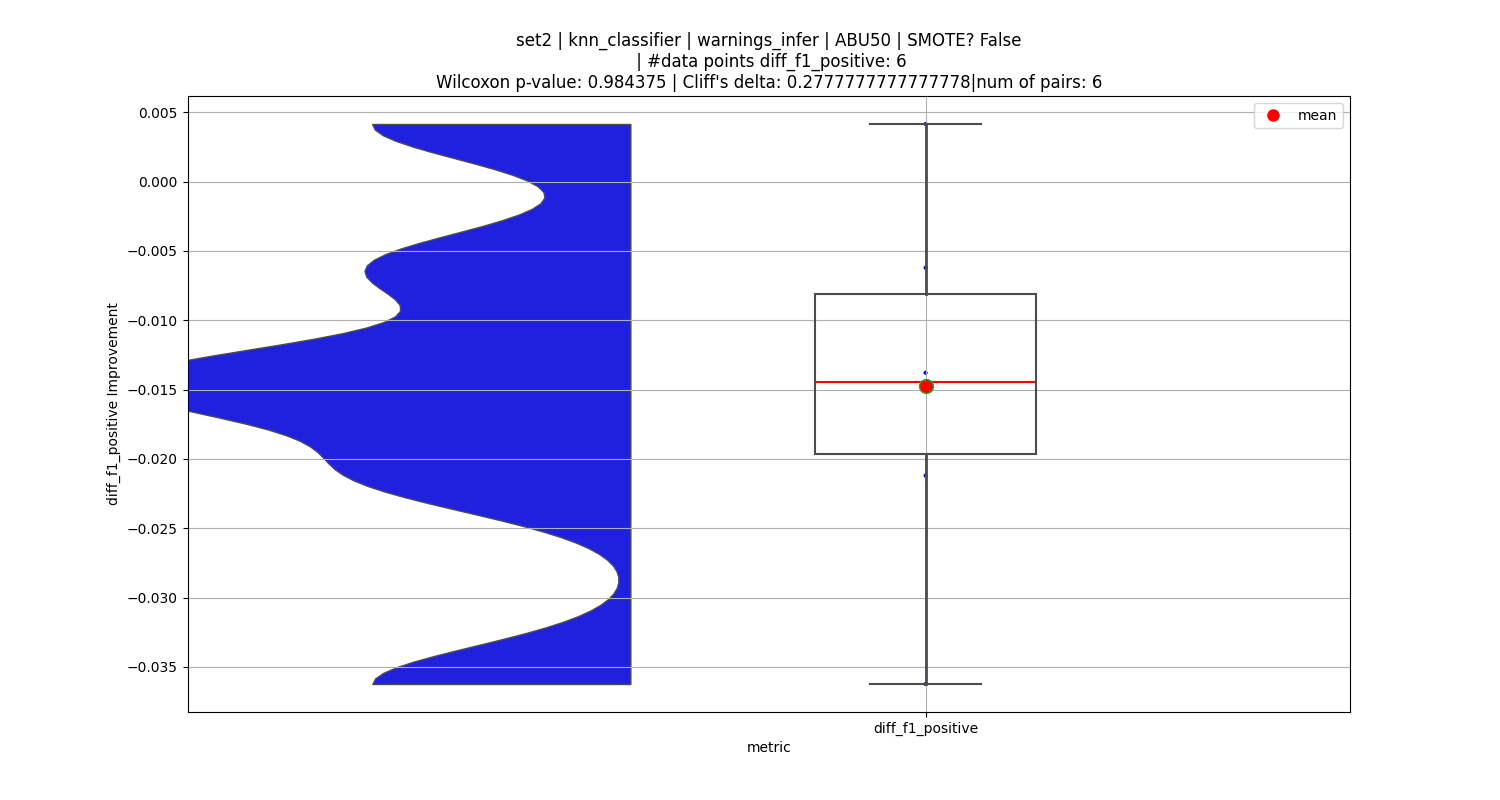 set2 | knn_classifier | warnings_infer | ABU50 | SMOTE? False
| #data points diff_f1_positive: 6
Wilcoxon p-value: 0.984375 | Cliff's delta: 0.2777777777777778|num of pairs: 6
mean
0.005
0.000
−0.005
−0.010
−0.015
−0.020
−0.025
−0.030
−0.035
diff_f1_positive Improvement
diff_f1_positive
metric